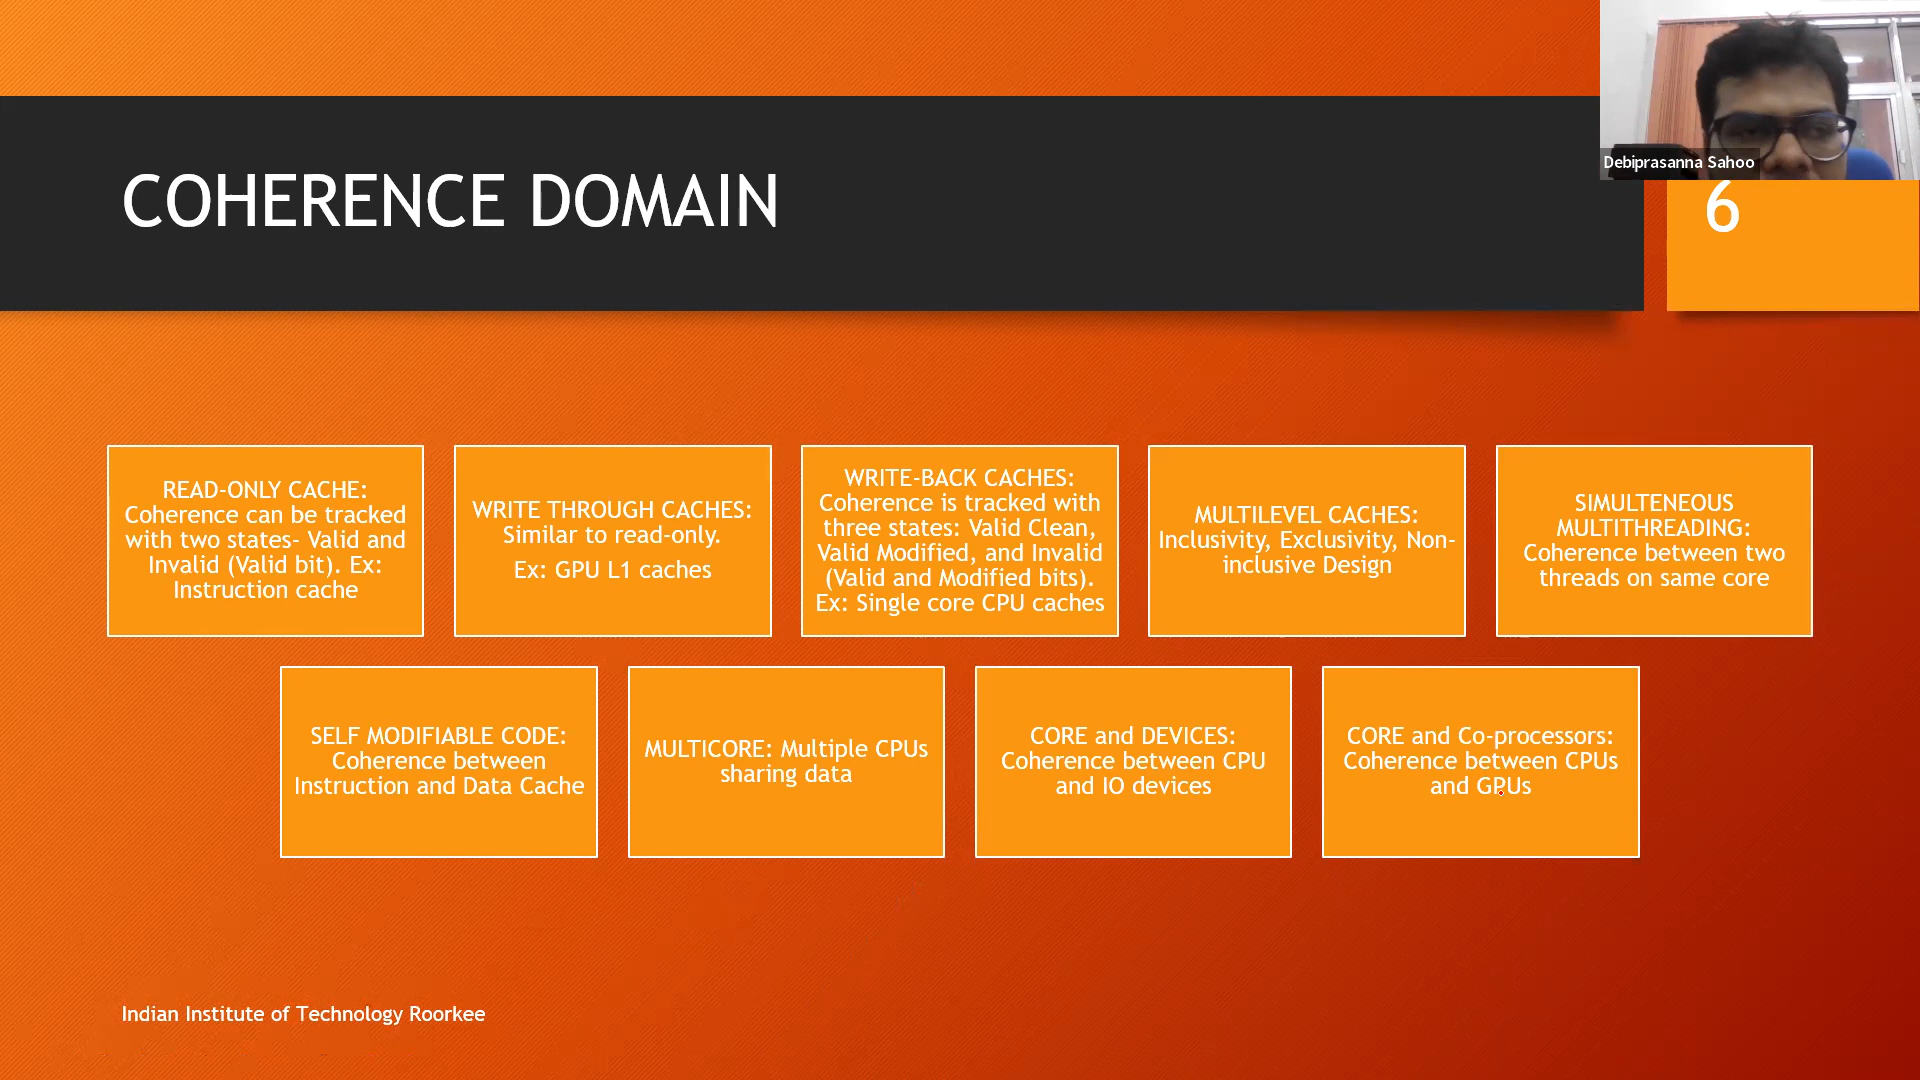 Debiprasanna Sahoo
COHERENCE DOMAIN
6
READ-ONLY CACHE:
Coherence can be tracked
with two states- Valid and
Invalid (Valid bit). Ex:
Instruction cache
WRITE THROUGH CACHES:
Similar to read-only.
Ex: GPU L1 caches
WRITE-BACK CACHES:
Coherence is tracked with
three states: Valid Clean,
Valid Modified, and Invalid
(Valid and Modified bits).
Ex: Single core CPU caches
MULTILEVEL CACHES:
Inclusivity, Exclusivity, Non-
inclusive Design
SIMULTENEOUS
MULTITHREADING:
Coherence between two
threads on same core
SELF MODIFIABLE CODE:
Coherence between
Instruction and Data Cache
MULTICORE: Multiple CPUs
sharing data
CORE and DEVICES:
Coherence between CPU
and IO devices
CORE and Co-processors:
Coherence between CPUs
and GPUs
Indian Institute of Technology Roorkee